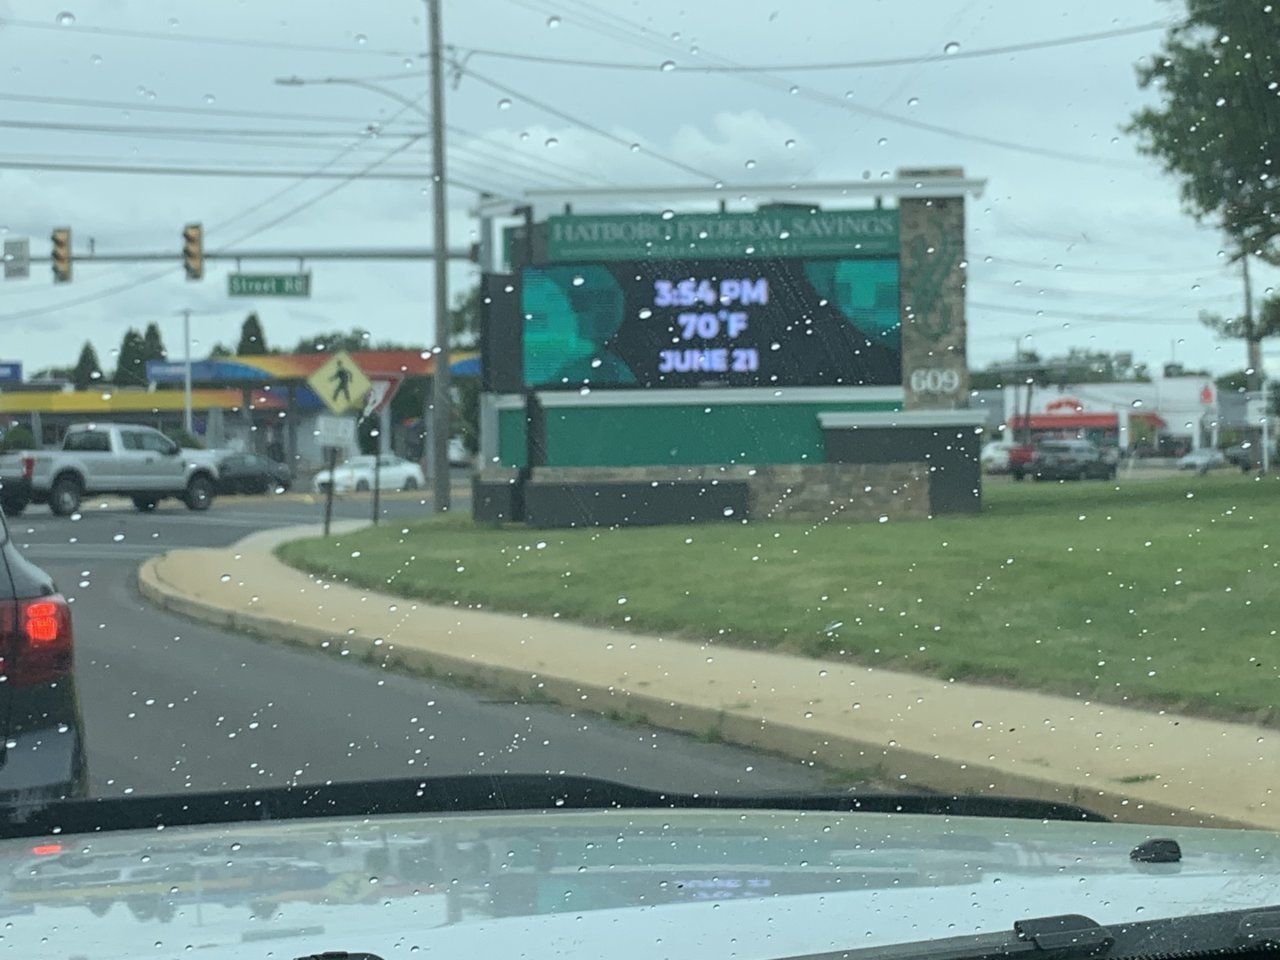 HATBORO FEDERAL SAVINGS
3:54 PM
70°F
JUNE 21
609
Street Rd